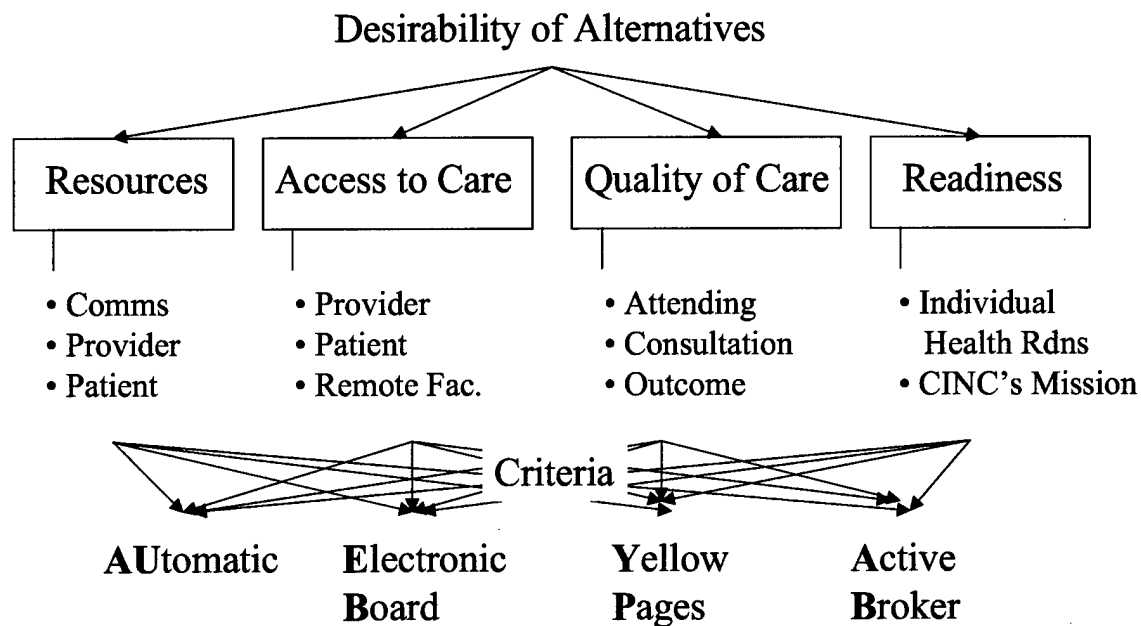 Desirability of Alternatives
Resources
Access to Care
Quality of Care
Readiness
• Comms
• Provider
• Patient
• Provider
• Patient
• Remote Fac.
• Attending
• Consultation
• Outcome
• Individual
Health Rdns
• CINC's Mission
Criteria
AUtomatic
Electronic
Board
Yellow
Pages
Active
Broker